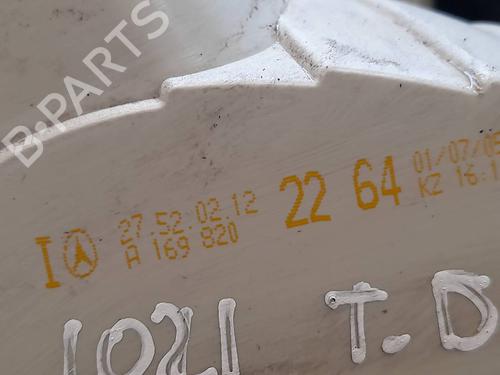 B-PARTS
I 27.52.02.12 22 64 01/07/05
A 169 820 KZ 16:1
1021 T.D